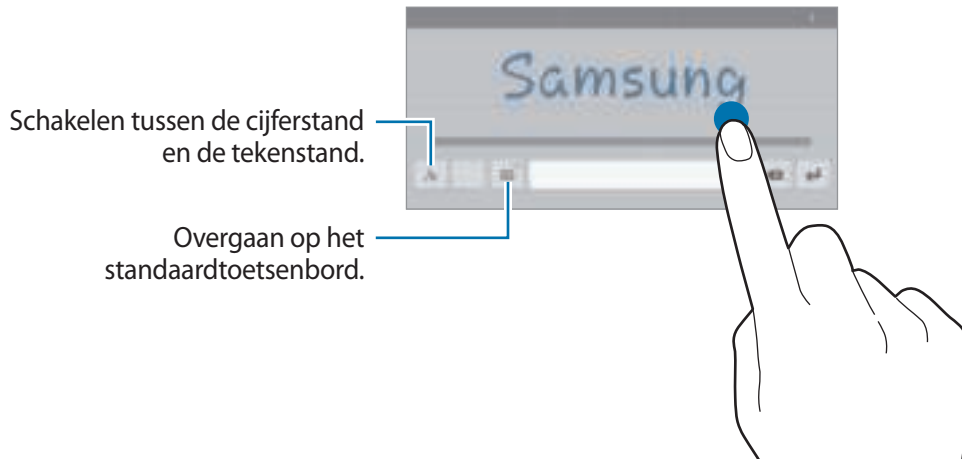 Samsung
Schakelen tussen de cijferstand
en de tekenstand.
Overgaan op het
standaardtoetsenbord.